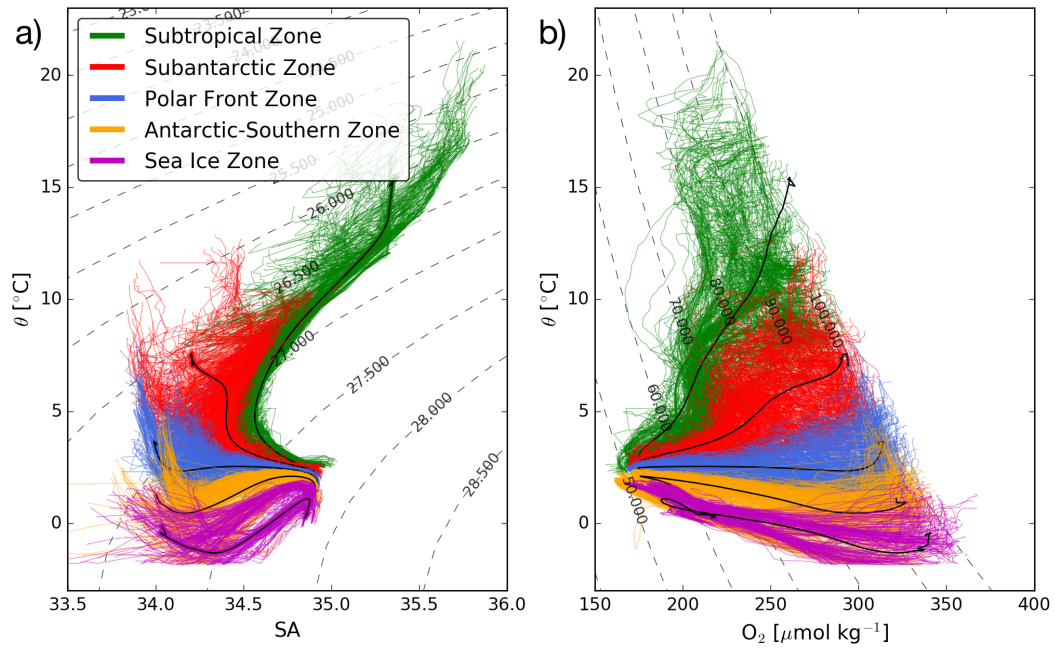 a)
Subtropical Zone
Subantarctic Zone
Polar Front Zone
Antarctic-Southern Zone
Sea Ice Zone
23.500
24.000
25.000
25.500
26.000
26.500
27.000
27.500
28.000
28.500
20
15
10
5
0
θ [°C]
33.5 34.0 34.5 35.0 35.5 36.0
SA
b)
20
15
10
5
0
θ [°C]
50.000
60.000
70.000
80.000
90.000
100.000
150 200 250 300 350 400
O₂ [μmol kg⁻¹]